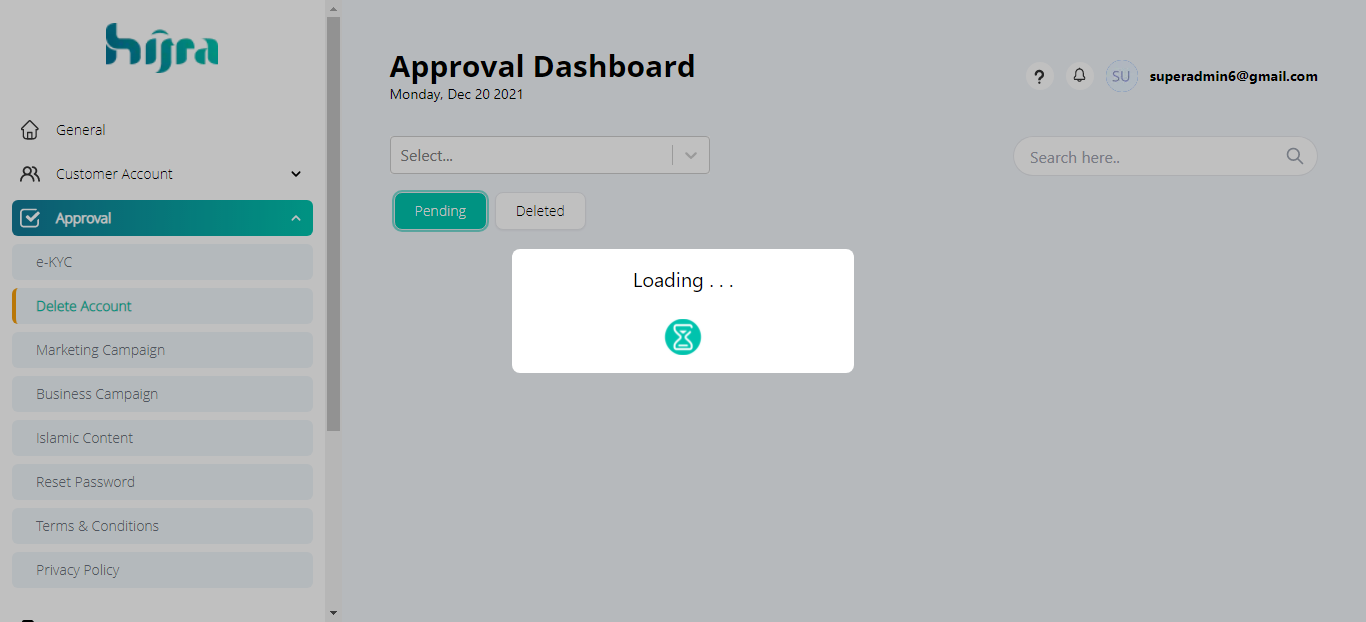 hijra
General
Customer Account
Approval
e-KYC
Delete Account
Marketing Campaign
Business Campaign
Islamic Content
Reset Password
Terms & Conditions
Privacy Policy
Approval Dashboard
Monday, Dec 20 2021
?
SU
superadmin6@gmail.com
Select...
Search here..
Pending
Deleted
Loading . . .